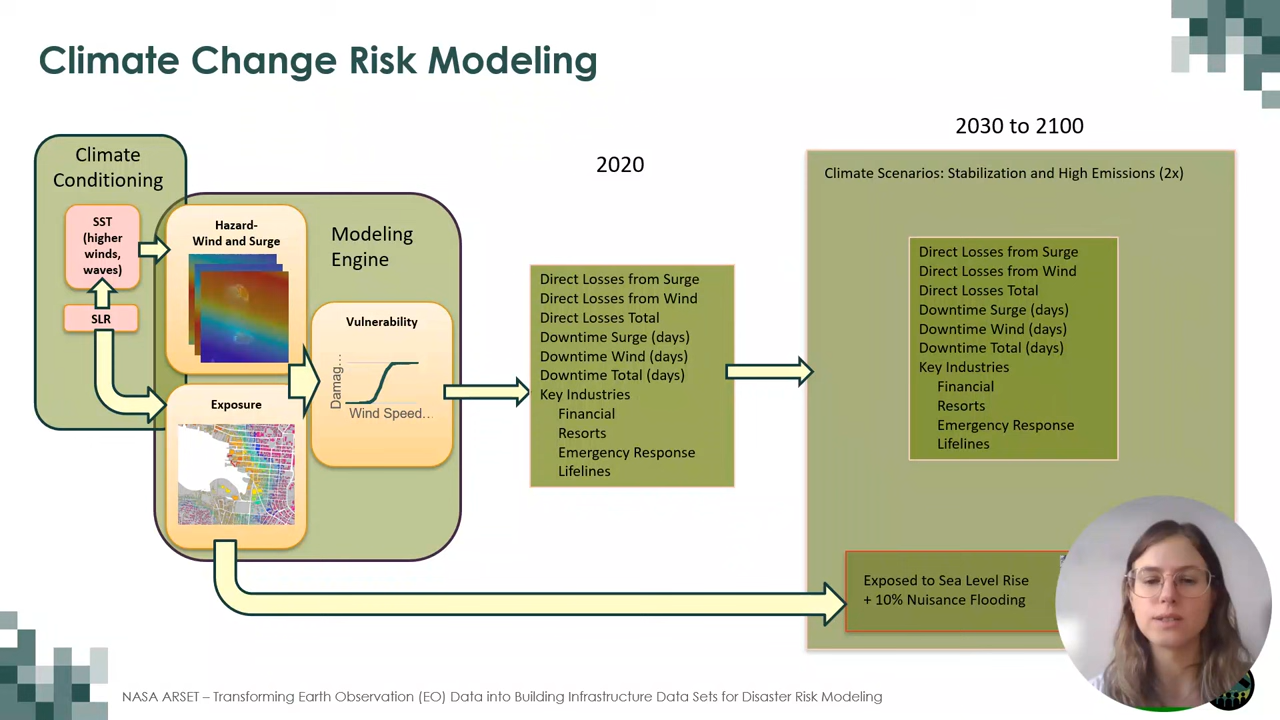 Climate Change Risk Modeling
Climate
Conditioning
SST
(higher
winds,
waves)
SLR
Hazard-
Wind and Surge
Modeling
Engine
Vulnerability
Damag...
Wind Speed...
Exposure
2020
Direct Losses from Surge
Direct Losses from Wind
Direct Losses Total
Downtime Surge (days)
Downtime Wind (days)
Downtime Total (days)
Key Industries
Financial
Resorts
Emergency Response
Lifelines
2030 to 2100
Climate Scenarios: Stabilization and High Emissions (2x)
Direct Losses from Surge
Direct Losses from Wind
Direct Losses Total
Downtime Surge (days)
Downtime Wind (days)
Downtime Total (days)
Key Industries
Financial
Resorts
Emergency Response
Lifelines
Exposed to Sea Level Rise
+ 10% Nuisance Flooding
NASA ARSET – Transforming Earth Observation (EO) Data into Building Infrastructure Data Sets for Disaster Risk Modeling